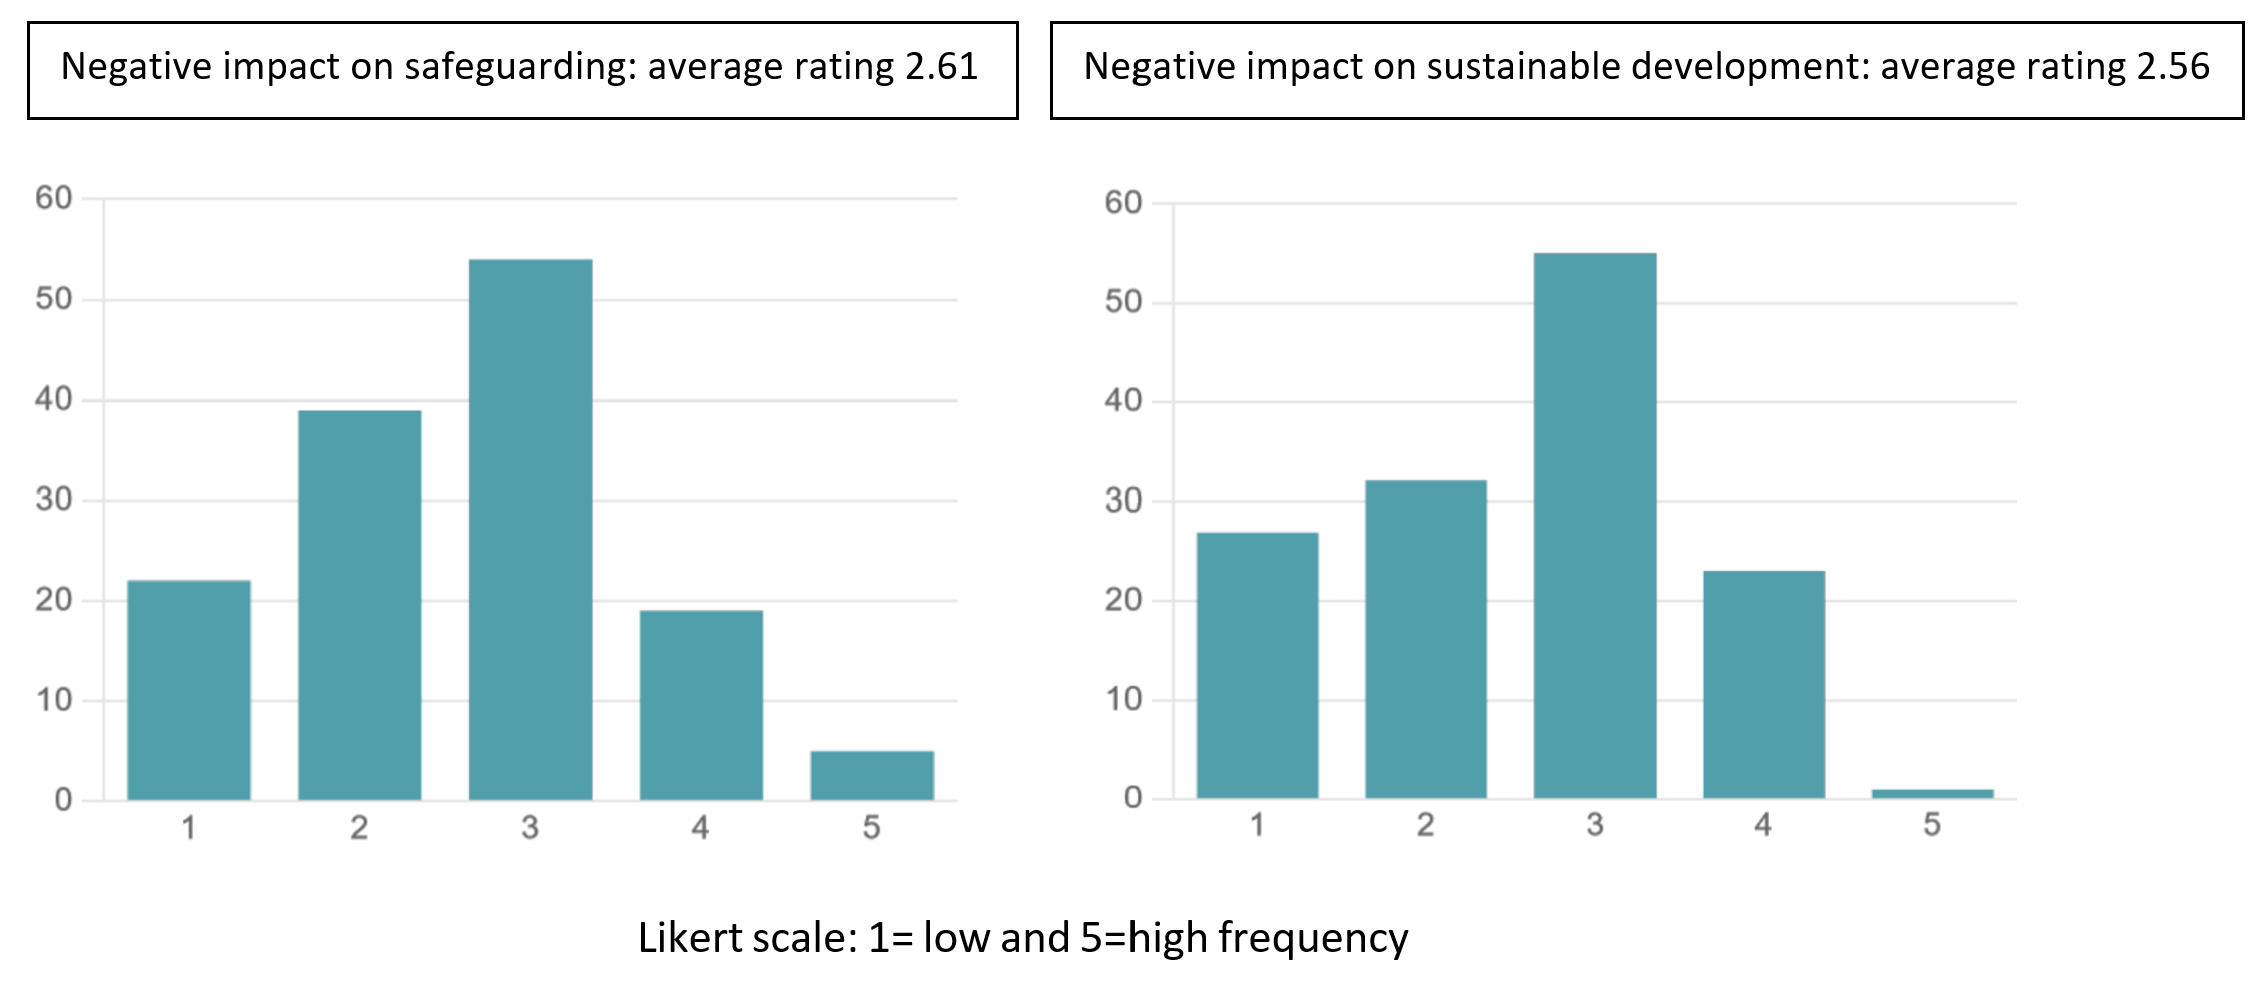 Negative impact on safeguarding: average rating 2.61
Negative impact on sustainable development: average rating 2.56
60
50
40
30
20
10
0
1 2 3 4 5
60
50
40
30
20
10
0
1 2 3 4 5
Likert scale: 1= low and 5=high frequency